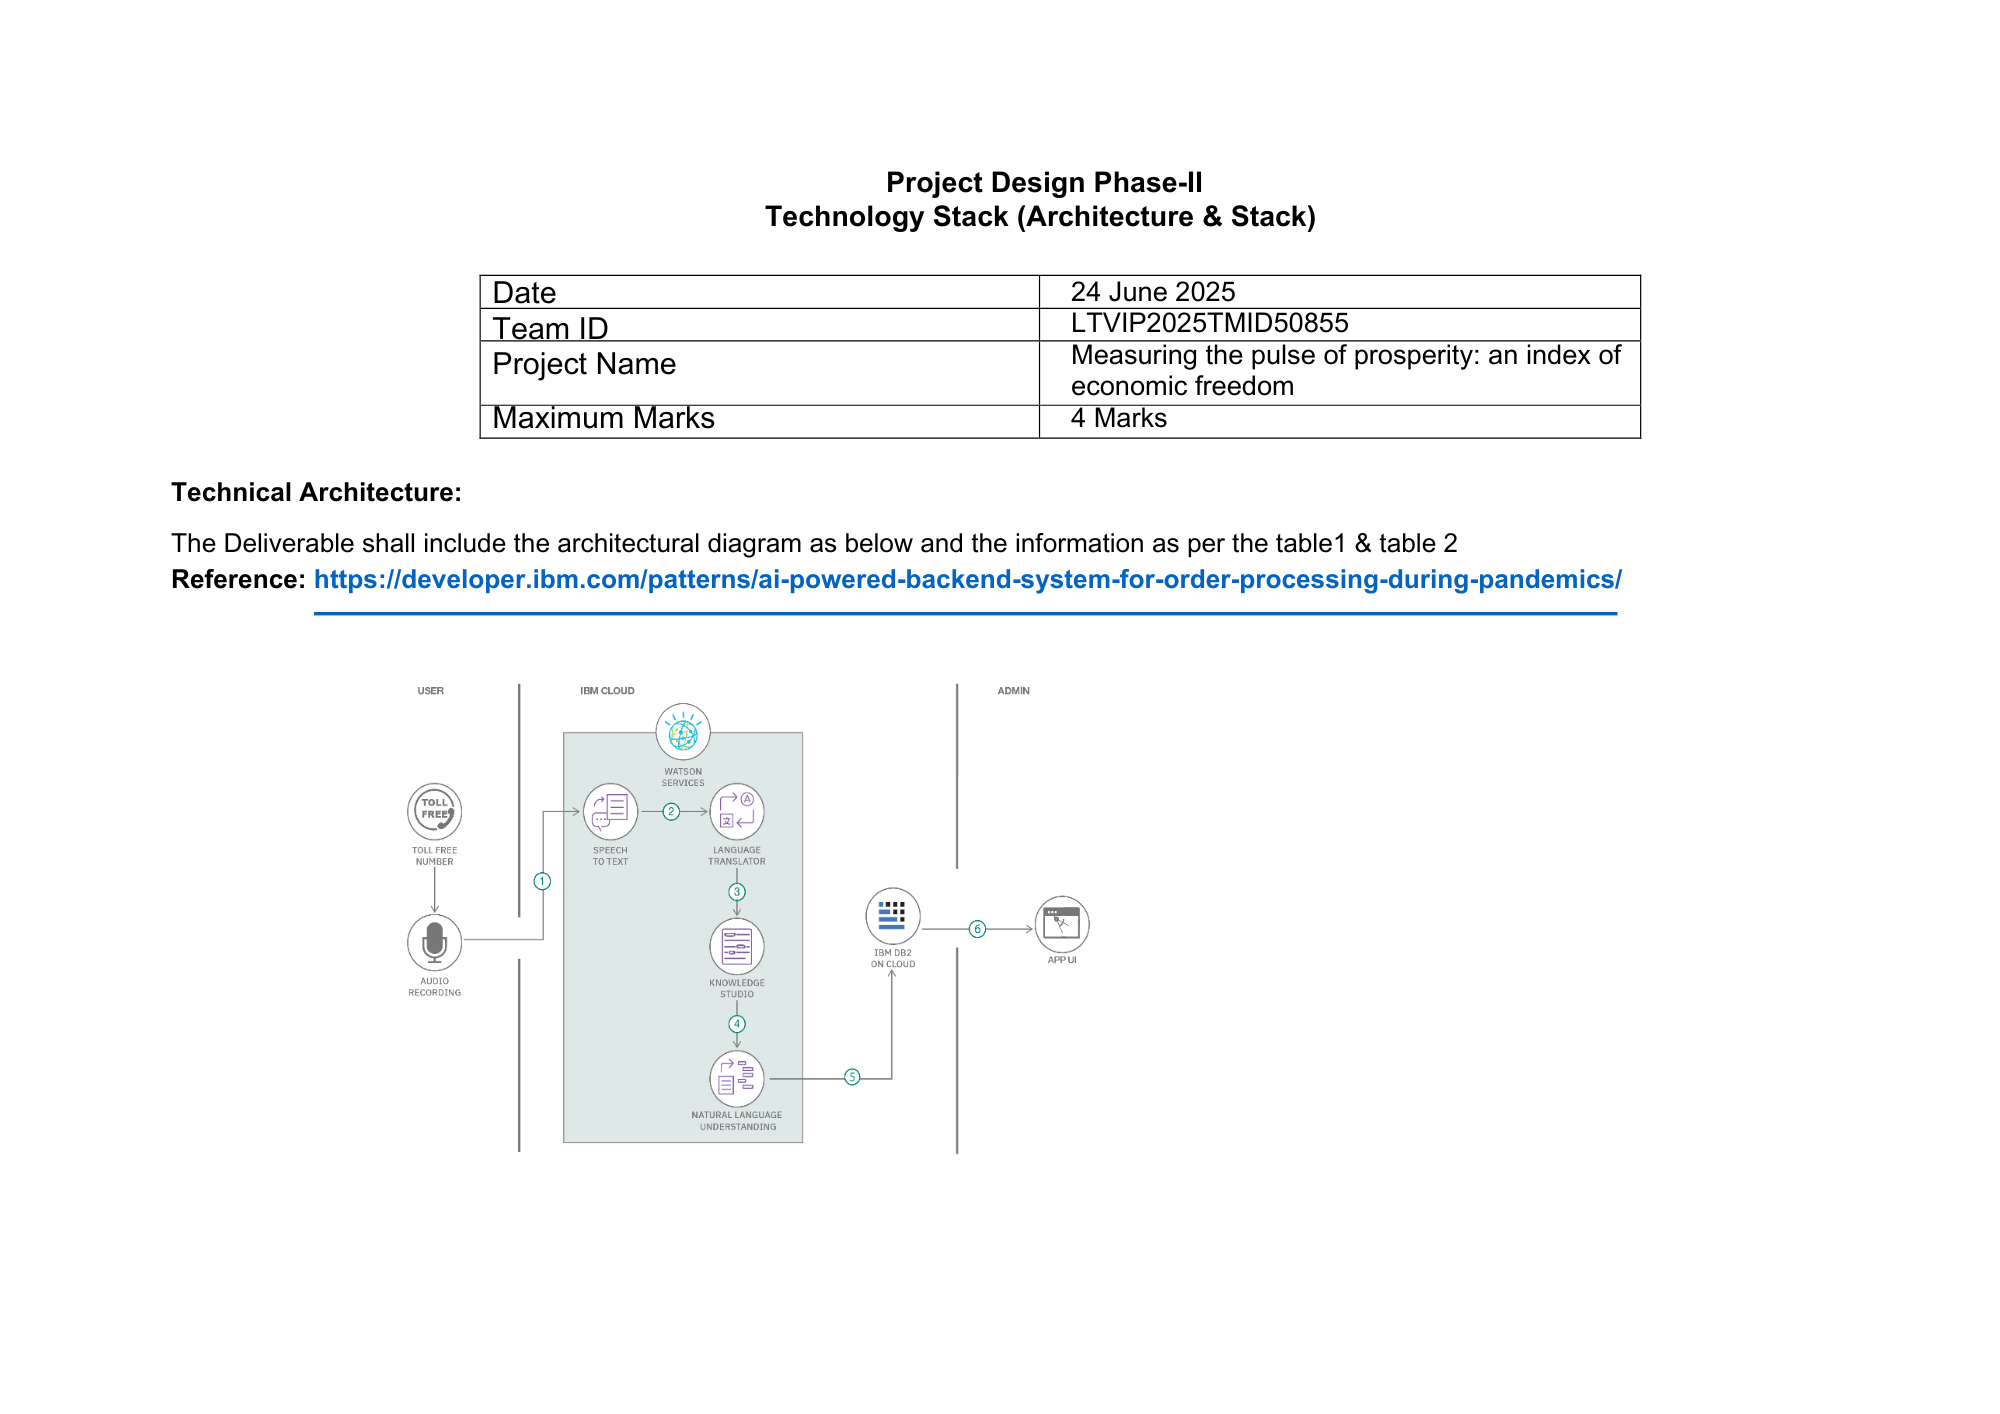 Project Design Phase-II
Technology Stack (Architecture & Stack)
Date
24 June 2025
Team ID
LTVIP2025TMID50855
Project Name
Measuring the pulse of prosperity: an index of
economic freedom
Maximum Marks
4 Marks
Technical Architecture:
The Deliverable shall include the architectural diagram as below and the information as per the table1 & table 2
Reference: https://developer.ibm.com/patterns/ai-powered-backend-system-for-order-processing-during-pandemics/
USER
IBM CLOUD
ADMIN
WATSON
SERVICES
TOLL
FREE
TOLL FREE
NUMBER
1
AUDIO
RECORDING
SPEECH
TO TEXT
2
A
文
LANGUAGE
TRANSLATOR
3
KNOWLEDGE
STUDIO
4
NATURAL LANGUAGE
UNDERSTANDING
5
IBM DB2
ON CLOUD
6
APP UI